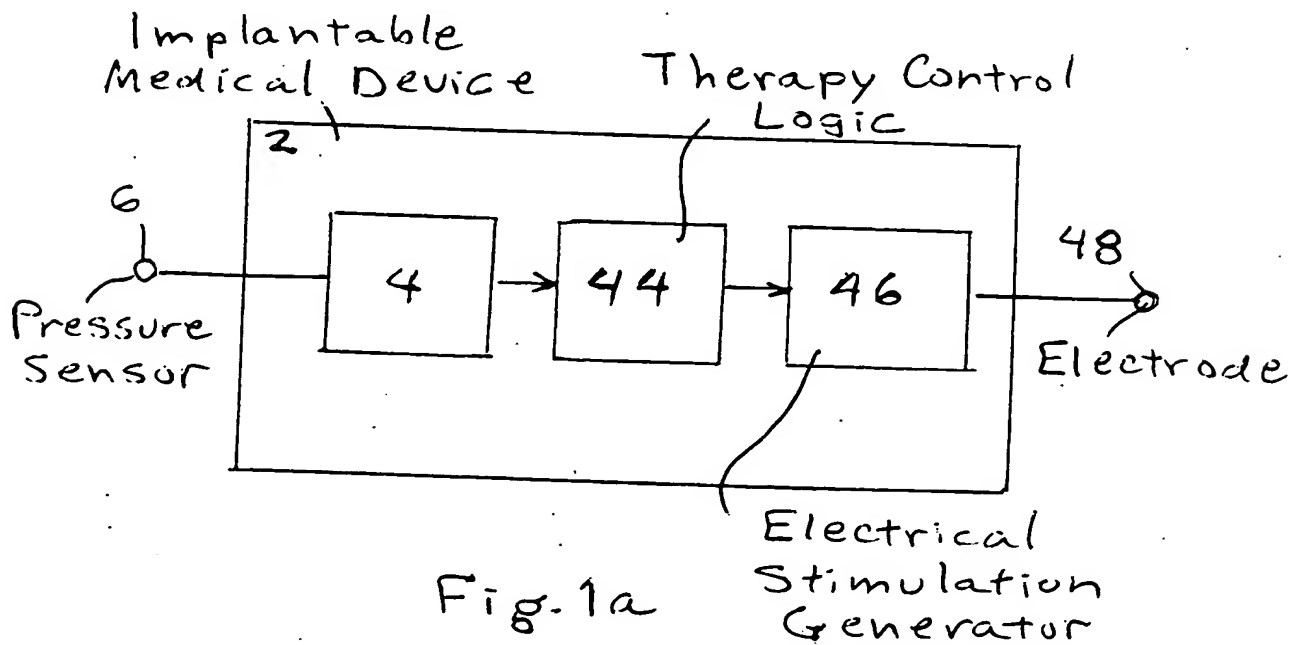 Implantable
Medical Device
Therapy Control
Logic
2
6
4
44
46
48
Pressure
Sensor
Electrode
Electrical
Stimulation
Generator
Fig. 1a